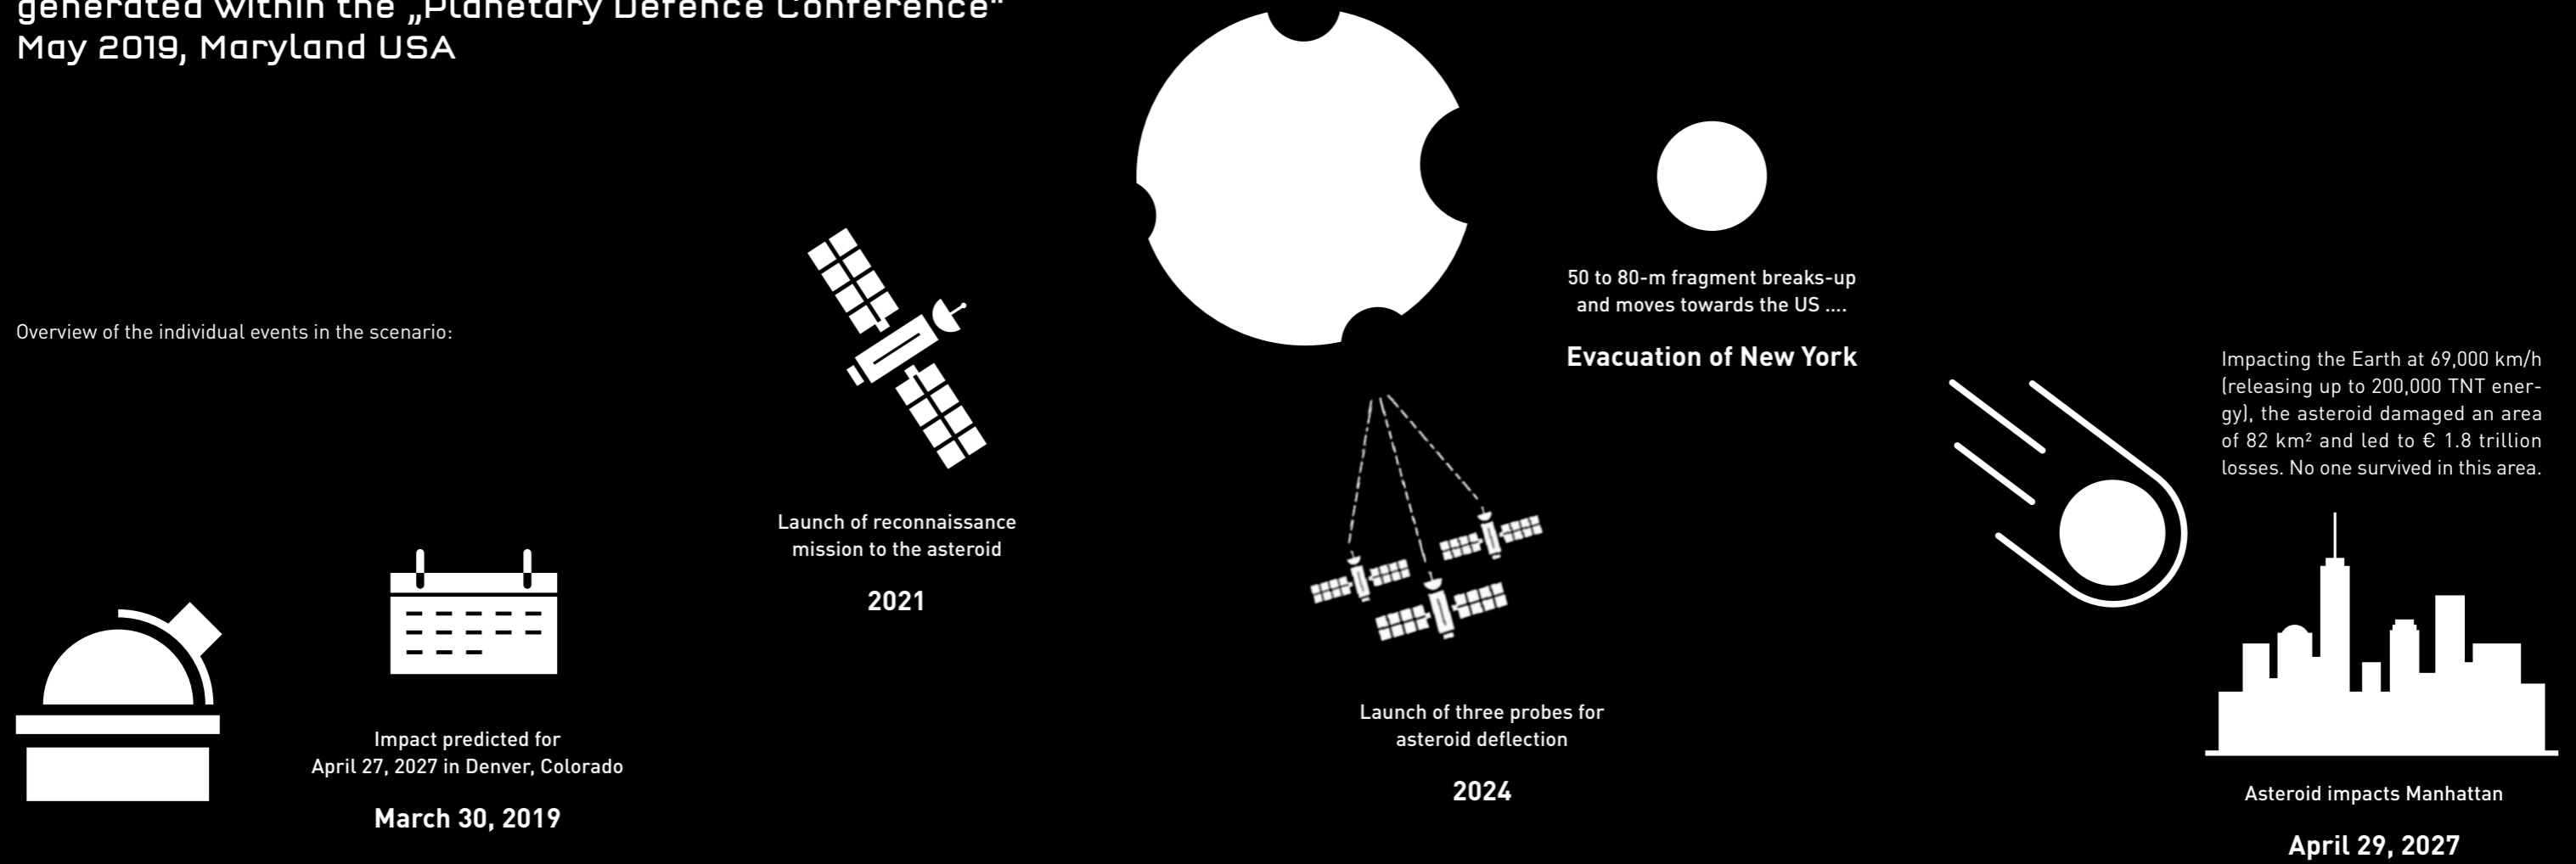 generated within the „Planetary Defence Conference“
May 2019, Maryland USA
Overview of the individual events in the scenario:
Impact predicted for
April 27, 2027 in Denver, Colorado
March 30, 2019
Launch of reconnaissance
mission to the asteroid
2021
Launch of three probes for
asteroid deflection
2024
50 to 80-m fragment breaks-up
and moves towards the US ....
Evacuation of New York
Impacting the Earth at 69,000 km/h
(releasing up to 200,000 TNT ener-
gy), the asteroid damaged an area
of 82 km² and led to € 1.8 trillion
losses. No one survived in this area.
Asteroid impacts Manhattan
April 29, 2027